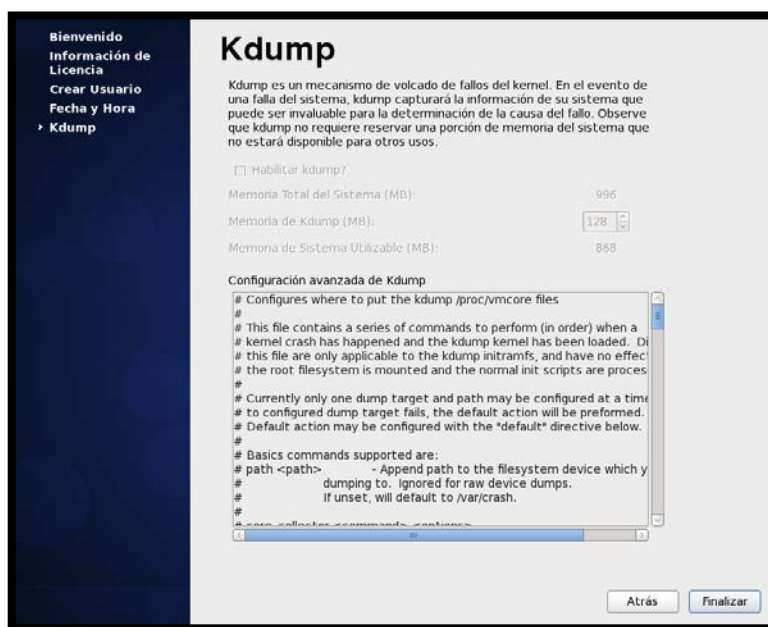 Bienvenido
Información de
Licencia
Crear Usuario
Fecha y Hora
› Kdump
Kdump
Kdump es un mecanismo de volcado de fallos del kernel. En el evento de
una falla del sistema, kdump capturará la información de su sistema que
puede ser invaluable para la determinación de la causa del fallo. Observe
que kdump no requiere reservar una porción de memoria del sistema que
no estará disponible para otros usos.
Habilitar kdump?
Memoria Total del Sistema (MB): 996
Memoria de Kdump (MB): 128
Memoria de Sistema Utilizable (MB): 868
Configuración avanzada de Kdump
# Configures where to put the kdump /proc/vmcore files
#
# This file contains a series of commands to perform (in order) when a
# kernel crash has happened and the kdump kernel has been loaded. Di
# this file are only applicable to the kdump initramfs, and have no effec
# the root filesystem is mounted and the normal init scripts are proces
#
# Currently only one dump target and path may be configured at a time
# to configured dump target fails, the default action will be preformed.
# Default action may be configured with the "default" directive below.
#
# Basics commands supported are:
# path <path> - Append path to the filesystem device which y
# dumping to. Ignored for raw device dumps.
# If unset, will default to /var/crash.
#
# core_collector <command> <options>
Atrás Finalizar